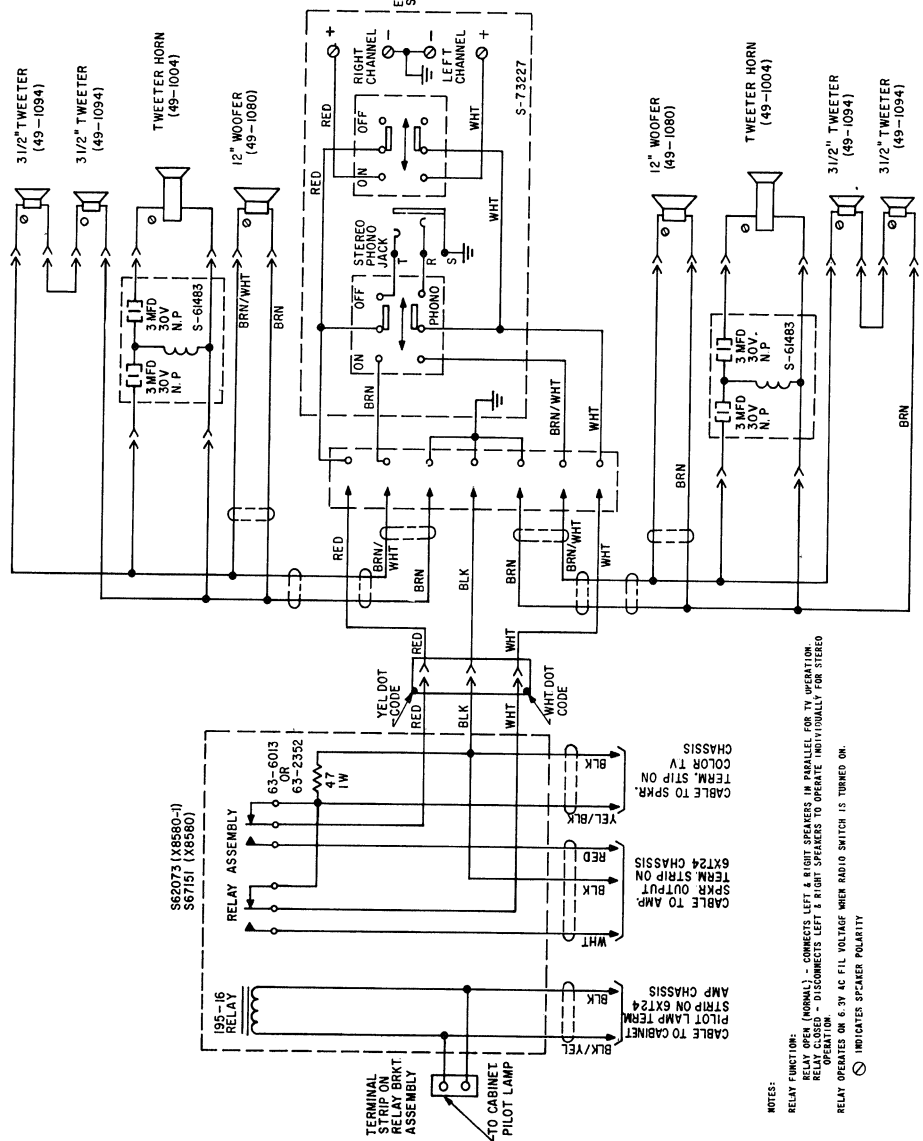 3 1/2" TWEETER
(49-1094)
3 1/2" TWEETER
(49-1094)
TWEETER HORN
(49-1004)
12" WOOFER
(49-1080)
3 MFD
30V
N.P
3 MFD
30V
N.P
S-61483
BRN/WHT
BRN
RED
RIGHT
CHANNEL
LEFT
CHANNEL
+
-
-
+
WHT
S-73227
RED
OFF
ON
WHT
STEREO
PHONO
JACK
T
R
S
OFF
ON
PHONO
BRN
BRN/WHT
WHT
12" WOOFER
(49-1080)
TWEETER HORN
(49-1004)
3 1/2" TWEETER
(49-1094)
3 1/2" TWEETER
(49-1094)
BRN
3 MFD
30V.
N.P
3 MFD
30V
N.P
S-61483
BRN
RED
BRN/
WHT
BRN
BLK
BRN
BRN/WHT
WHT
RED
WHT
YEL DOT
CODE
RED
BLK
WHT
WHT DOT
CODE
S62073 (X8580-1)
S67151 (X8580)
RELAY ASSEMBLY
63-6013
OR
63-2352
47
1W
195-16
RELAY
BLK
YEL/BLK
CABLE TO SPKR.
TERM. STIP ON
COLOR TV
CHASSIS
RED
BLK
WHT
CABLE TO AMP.
SPKR. OUTPUT
TERM. STRIP ON
6XT24 CHASSIS
BLK
BLK/YEL
CABLE TO CABINET
PILOT LAMP TERM
STRIP ON 6XT24
AMP CHASSIS
TERMINAL
STRIP ON
RELAY BRKT.
ASSEMBLY
TO CABINET
PILOT LAMP
NOTES:
RELAY FUNCTION:
RELAY OPEN (NORMAL) - CONNECTS LEFT & RIGHT SPEAKERS IN PARALLEL FOR TV OPERATION.
RELAY CLOSED - DISCONNECTS LEFT & RIGHT SPEAKERS TO OPERATE INDIVIDUALLY FOR STEREO
OPERATION.
RELAY OPERATES ON 6.3V AC FIL VOLTAGE WHEN RADIO SWITCH IS TURNED ON.
INDICATES SPEAKER POLARITY